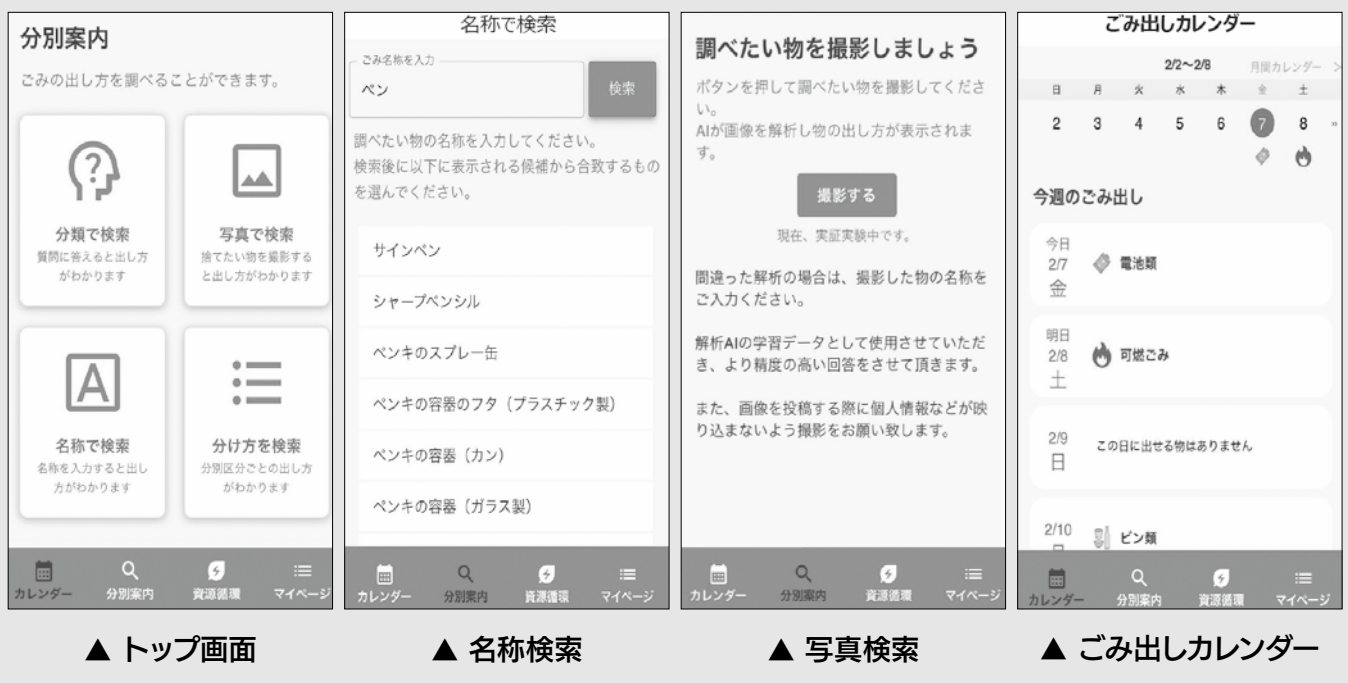 分別案内
ごみの出し方を調べることができます。
分類で検索
質問に答えると出し方
がわかります
写真で検索
捨てたい物を撮影する
と出し方がわかります
A
名称で検索
名称を入力すると出し
方がわかります
分け方を検索
分別区分ごとの出し方
がわかります
カレンダー 分別案内 資源循環 マイページ
▲ トップ画面
名称で検索
ごみ名称を入力
ペン
検索
調べたい物の名称を入力してください。
検索後に以下に表示される候補から合致するもの
を選んでください。
サインペン
シャープペンシル
ペンキのスプレー缶
ペンキの容器のフタ（プラスチック製）
ペンキの容器（カン）
ペンキの容器（ガラス製）
カレンダー 分別案内 資源循環 マイページ
▲ 名称検索
調べたい物を撮影しましょう
ボタンを押して調べたい物を撮影してくださ
い。
AIが画像を解析し物の出し方が表示されま
す。
撮影する
現在、実証実験中です。
間違った解析の場合は、撮影した物の名称を
ご入力ください。
解析AIの学習データとして使用させていただ
き、より精度の高い回答をさせて頂きます。
また、画像を投稿する際に個人情報などが映
り込まないよう撮影をお願い致します。
カレンダー 分別案内 資源循環 マイページ
▲ 写真検索
ごみ出しカレンダー
2/2〜2/8 月間カレンダー >
日 月 火 水 木 金 土
2 3 4 5 6 7 8 »
今週のごみ出し
今日
2/7
金
電池類
明日
2/8
土
可燃ごみ
2/9
日
この日に出せる物はありません
2/10
ビン類
カレンダー 分別案内 資源循環 マイページ
▲ ごみ出しカレンダー